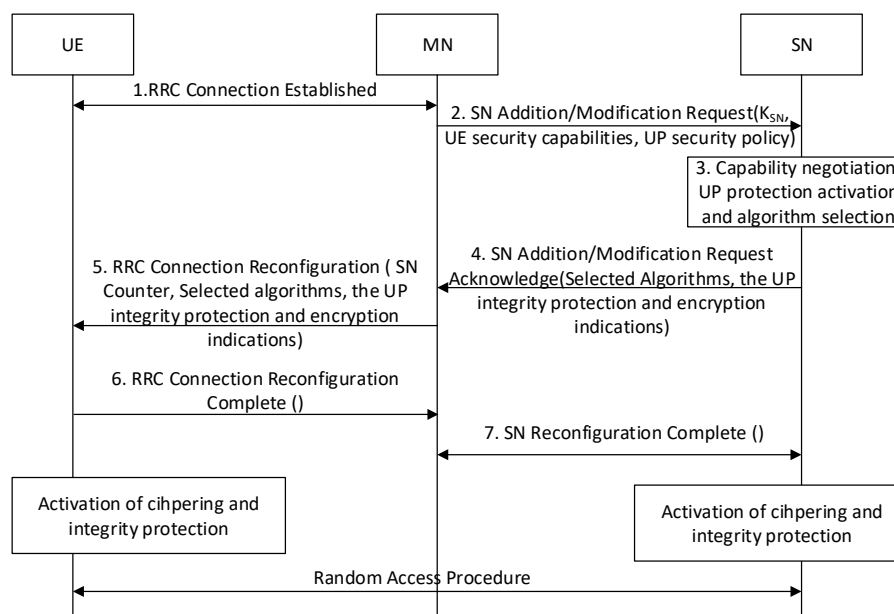 UE
MN
SN
1.RRC Connection Established
2. SN Addition/Modification Request(KSN,
UE security capabilities, UP security policy)
3. Capability negotiation
UP protection activation
and algorithm selection
4. SN Addition/Modification Request
Acknowledge(Selected Algorithms, the UP
integrity protection and encryption
indications)
5. RRC Connection Reconfiguration ( SN
Counter, Selected algorithms, the UP
integrity protection and encryption
indications)
6. RRC Connection Reconfiguration
Complete ()
7. SN Reconfiguration Complete ()
Activation of cihpering and
integrity protection
Activation of cihpering and
integrity protection
Random Access Procedure